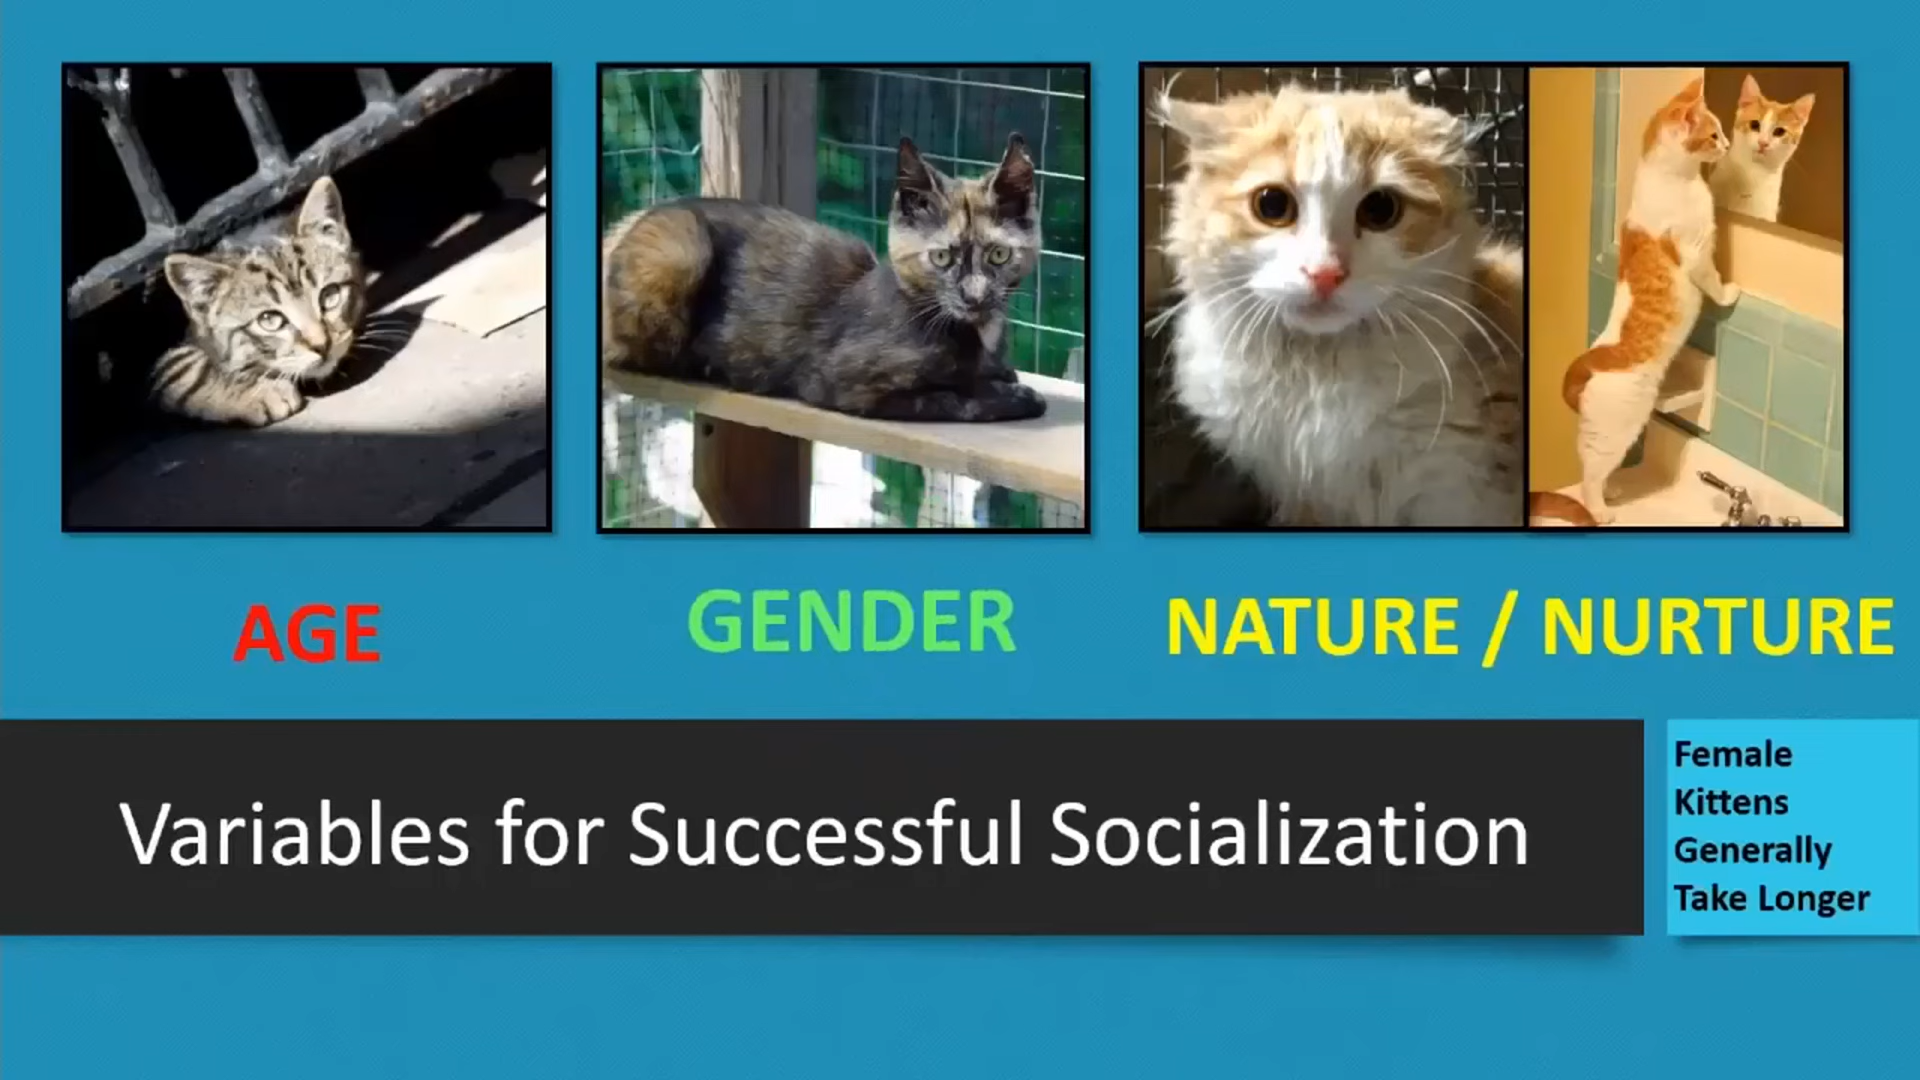 AGE
GENDER
NATURE / NURTURE
Variables for Successful Socialization
Female
Kittens
Generally
Take Longer